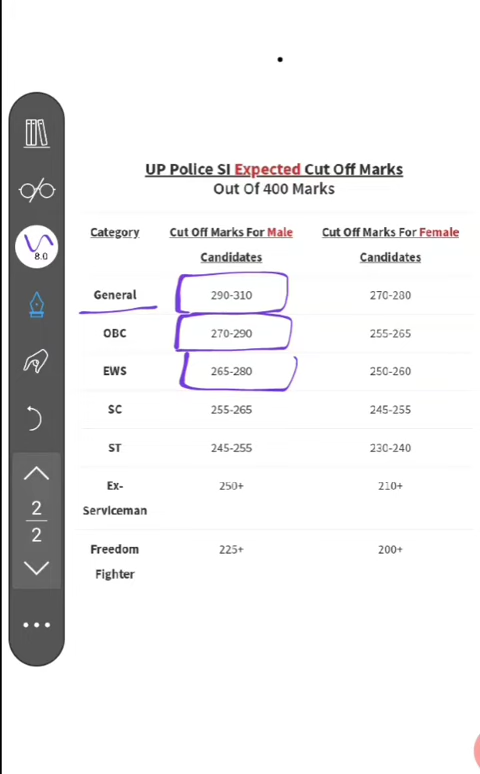 UP Police SI Expected Cut Off Marks
Out Of 400 Marks
Category Cut Off Marks For Male Candidates Cut Off Marks For Female Candidates
General 290-310 270-280
OBC 270-290 255-265
EWS 265-280 250-260
SC 255-265 245-255
ST 245-255 230-240
Ex-Serviceman 250+ 210+
Freedom Fighter 225+ 200+
8.0
2
2